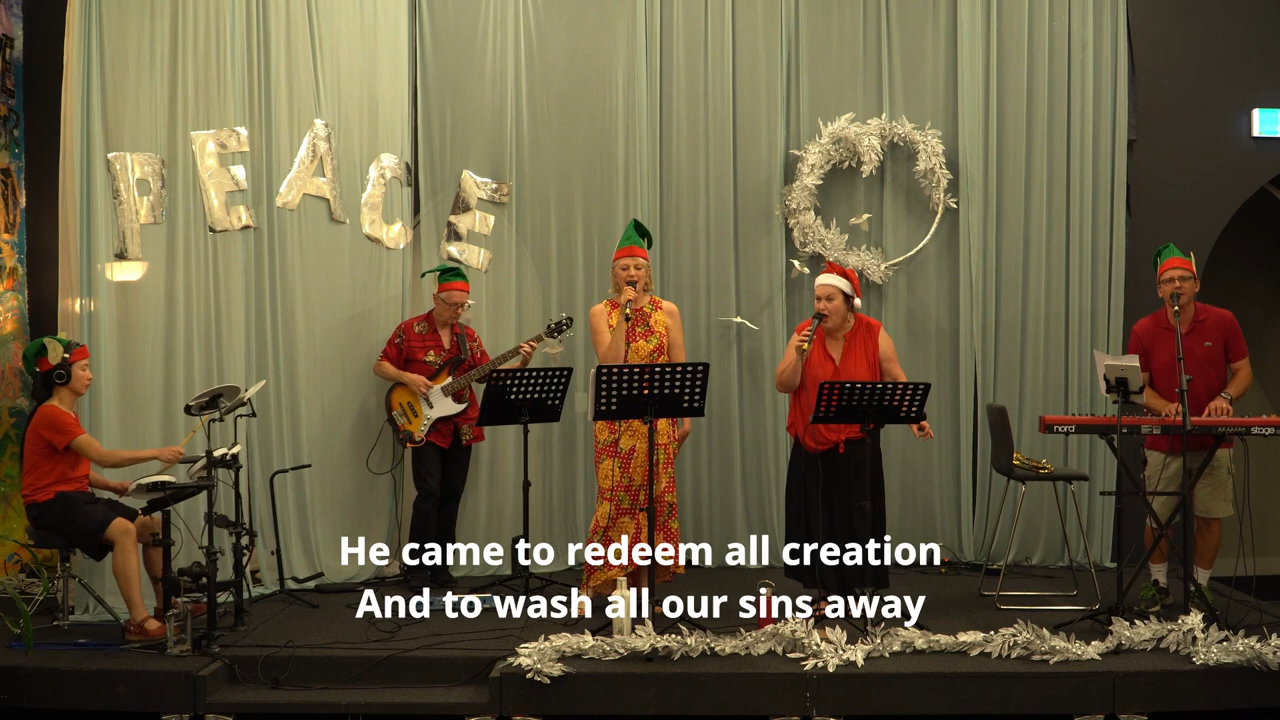 PEACE
nord
stage
He came to redeem all creation
And to wash all our sins away